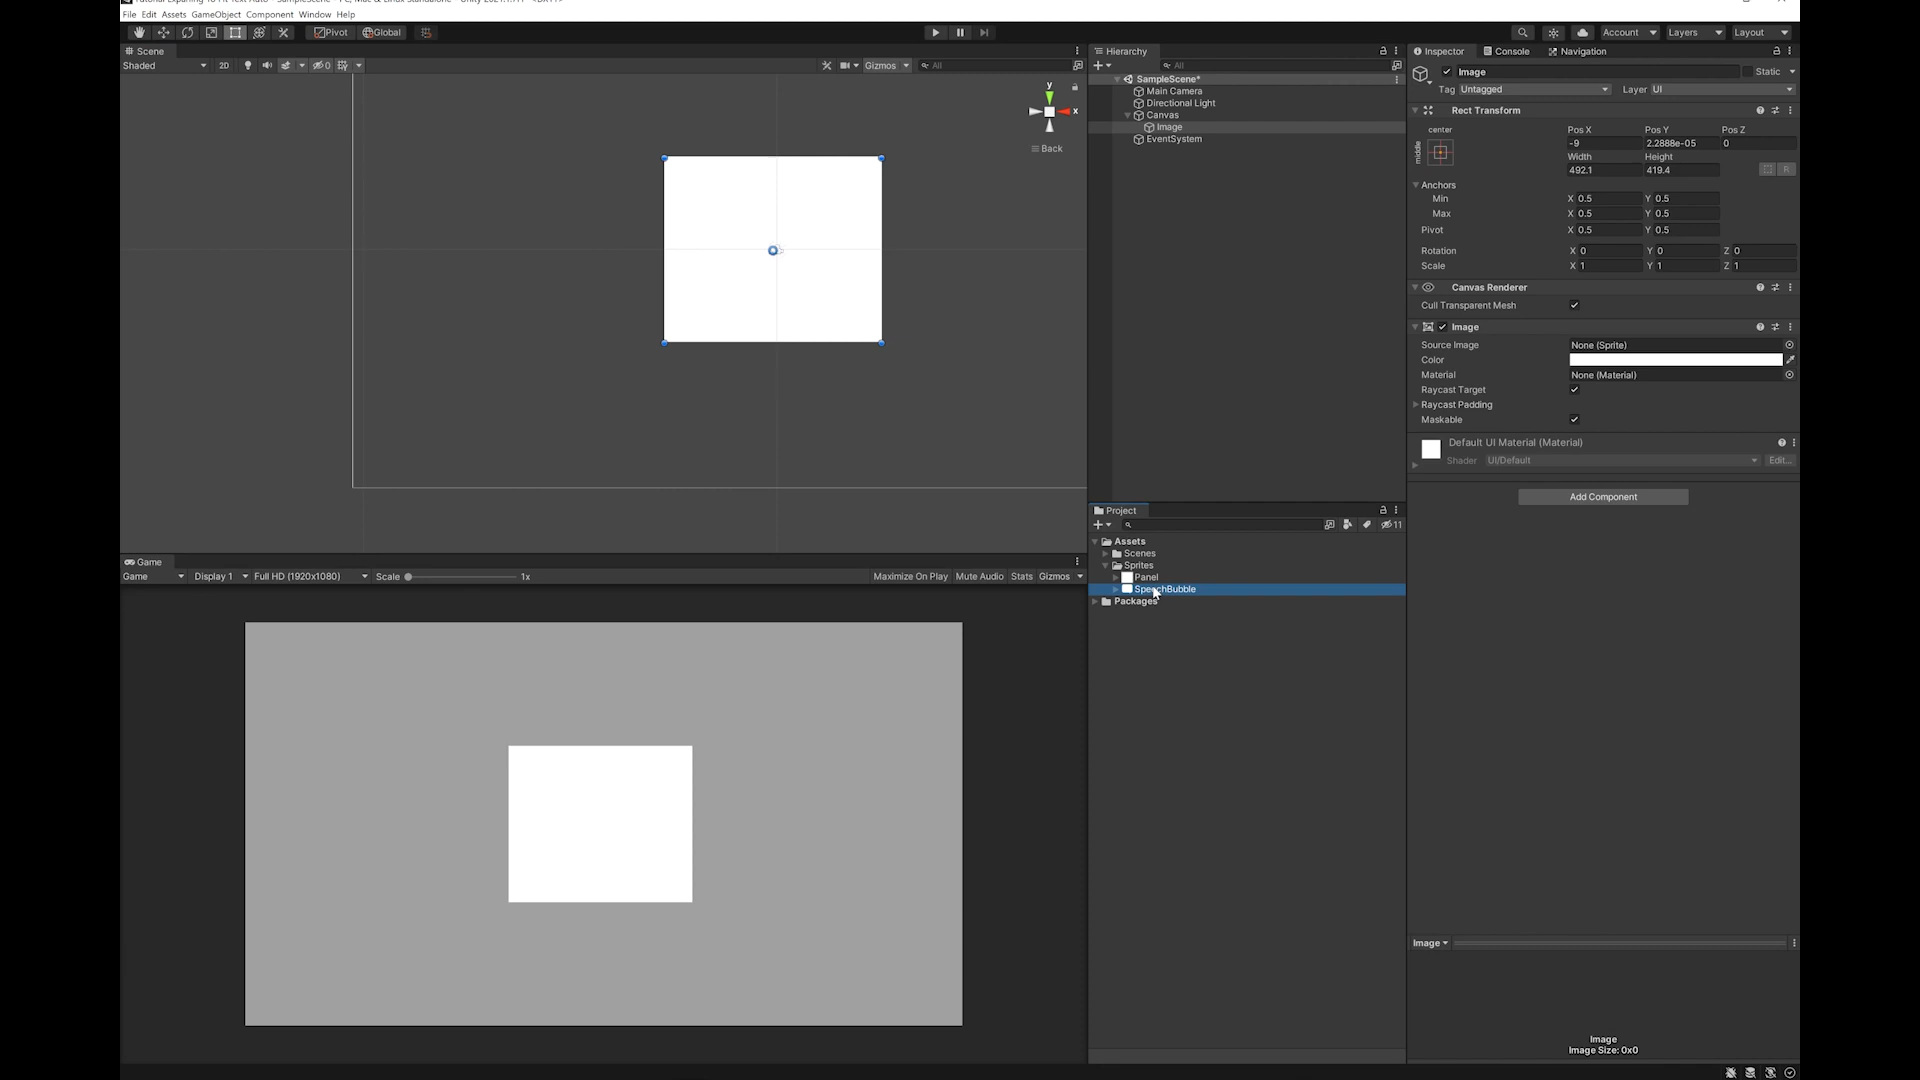 File Edit Assets GameObject Component Window Help
Pivot Global
Account Layers Layout
Scene
Shaded 2D 0 Gizmos All
y
x
Back
Game
Game Display 1 Full HD (1920x1080) Scale 1x Maximize On Play Mute Audio Stats Gizmos
Hierarchy
All
SampleScene*
Main Camera
Directional Light
Canvas
Image
EventSystem
Project
11
Assets
Scenes
Sprites
Panel
SpeechBubble
Packages
Inspector Console Navigation
Image Static
Tag Untagged Layer UI
Rect Transform
center
middle
Pos X Pos Y Pos Z
-9 2.2888e-05 0
Width Height
492.1 419.4 R
Anchors
Min X 0.5 Y 0.5
Max X 0.5 Y 0.5
Pivot X 0.5 Y 0.5
Rotation X 0 Y 0 Z 0
Scale X 1 Y 1 Z 1
Canvas Renderer
Cull Transparent Mesh
Image
Source Image None (Sprite)
Color
Material None (Material)
Raycast Target
Raycast Padding
Maskable
Default UI Material (Material)
Shader UI/Default Edit...
Add Component
Image
Image
Image Size: 0x0